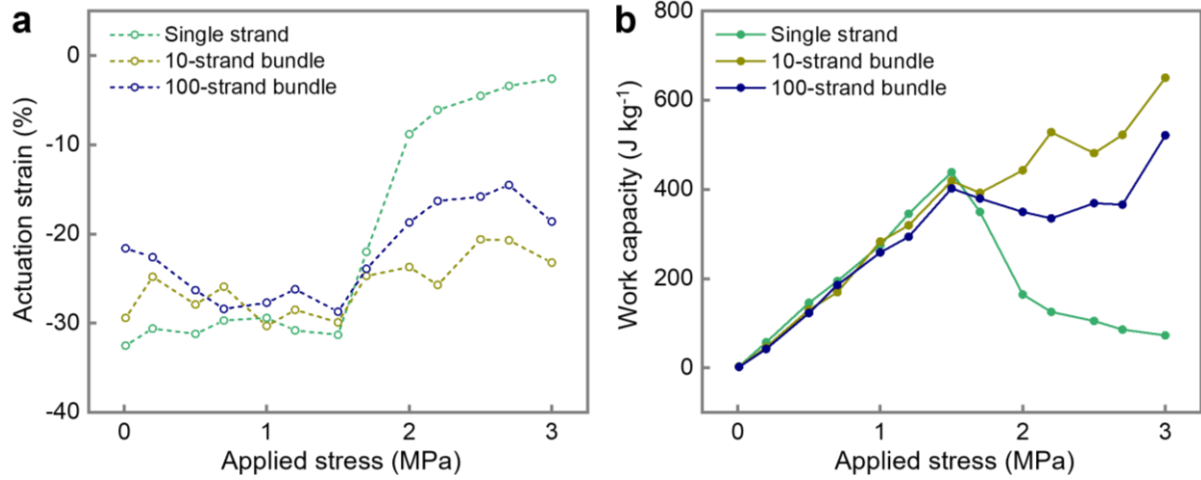 a
Single strand
10-strand bundle
100-strand bundle
0
-10
-20
-30
-40
Actuation strain (%)
0 1 2 3
Applied stress (MPa)
b
Single strand
10-strand bundle
100-strand bundle
800
600
400
200
0
Work capacity (J kg⁻¹)
0 1 2 3
Applied stress (MPa)